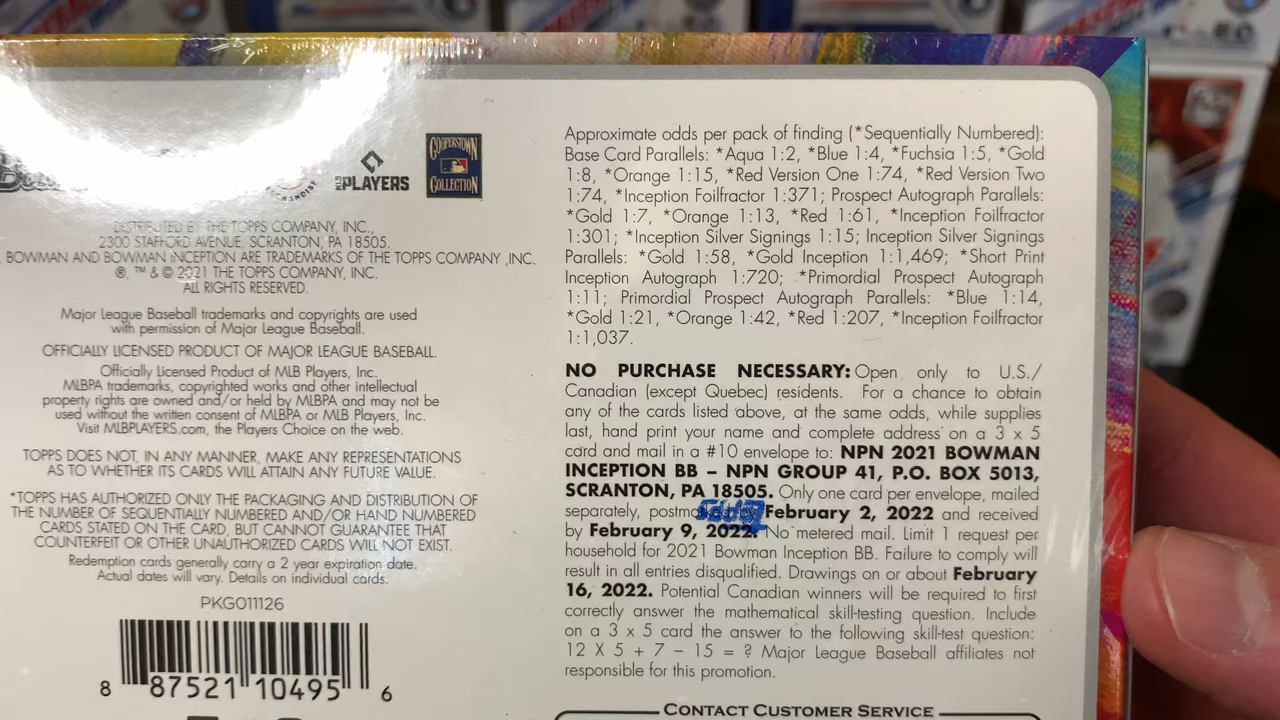 PLAYERS
COOPERSTOWN
COLLECTION
DISTRIBUTED BY THE TOPPS COMPANY, INC.,
2300 STAFFORD AVENUE, SCRANTON, PA 18505.
BOWMAN AND BOWMAN INCEPTION ARE TRADEMARKS OF THE TOPPS COMPANY ,INC.
®, ™ & © 2021 THE TOPPS COMPANY, INC.
ALL RIGHTS RESERVED.
Major League Baseball trademarks and copyrights are used
with permission of Major League Baseball.
OFFICIALLY LICENSED PRODUCT OF MAJOR LEAGUE BASEBALL.
Officially Licensed Product of MLB Players, Inc.
MLBPA trademarks, copyrighted works and other intellectual
property rights are owned and/or held by MLBPA and may not be
used without the written consent of MLBPA or MLB Players, Inc.
Visit MLBPLAYERS.com, the Players Choice on the web.
TOPPS DOES NOT, IN ANY MANNER, MAKE ANY REPRESENTATIONS
AS TO WHETHER ITS CARDS WILL ATTAIN ANY FUTURE VALUE.
*TOPPS HAS AUTHORIZED ONLY THE PACKAGING AND DISTRIBUTION OF
THE NUMBER OF SEQUENTIALLY NUMBERED AND/OR HAND NUMBERED
CARDS STATED ON THE CARD, BUT CANNOT GUARANTEE THAT
COUNTERFEIT OR OTHER UNAUTHORIZED CARDS WILL NOT EXIST.
Redemption cards generally carry a 2 year expiration date.
Actual dates will vary. Details on individual cards.
PKG011126
8 87521 10495 6
Approximate odds per pack of finding (*Sequentially Numbered):
Base Card Parallels: *Aqua 1:2, *Blue 1:4, *Fuchsia 1:5, *Gold
1:8, *Orange 1:15, *Red Version One 1:74, *Red Version Two
1:74, *Inception Foilfractor 1:371; Prospect Autograph Parallels:
*Gold 1:7, *Orange 1:13, *Red 1:61, *Inception Foilfractor
1:301; *Inception Silver Signings 1:15; Inception Silver Signings
Parallels: *Gold 1:58, *Gold Inception 1:1,469; *Short Print
Inception Autograph 1:720; *Primordial Prospect Autograph
1:11; Primordial Prospect Autograph Parallels: *Blue 1:14,
*Gold 1:21, *Orange 1:42, *Red 1:207, *Inception Foilfractor
1:1,037.
NO PURCHASE NECESSARY: Open only to U.S./
Canadian (except Quebec) residents. For a chance to obtain
any of the cards listed above, at the same odds, while supplies
last, hand print your name and complete address on a 3 x 5
card and mail in a #10 envelope to: NPN 2021 BOWMAN
INCEPTION BB – NPN GROUP 41, P.O. BOX 5013,
SCRANTON, PA 18505. Only one card per envelope, mailed
separately, February 2, 2022 and received
by February 9, 2022. No metered mail. Limit 1 request per
household for 2021 Bowman Inception BB. Failure to comply will
result in all entries disqualified. Drawings on or about February
16, 2022. Potential Canadian winners will be required to first
correctly answer the mathematical skill-testing question. Include
on a 3 x 5 card the answer to the following skill-test question:
12 X 5 + 7 – 15 = ? Major League Baseball affiliates not
responsible for this promotion.
CONTACT CUSTOMER SERVICE